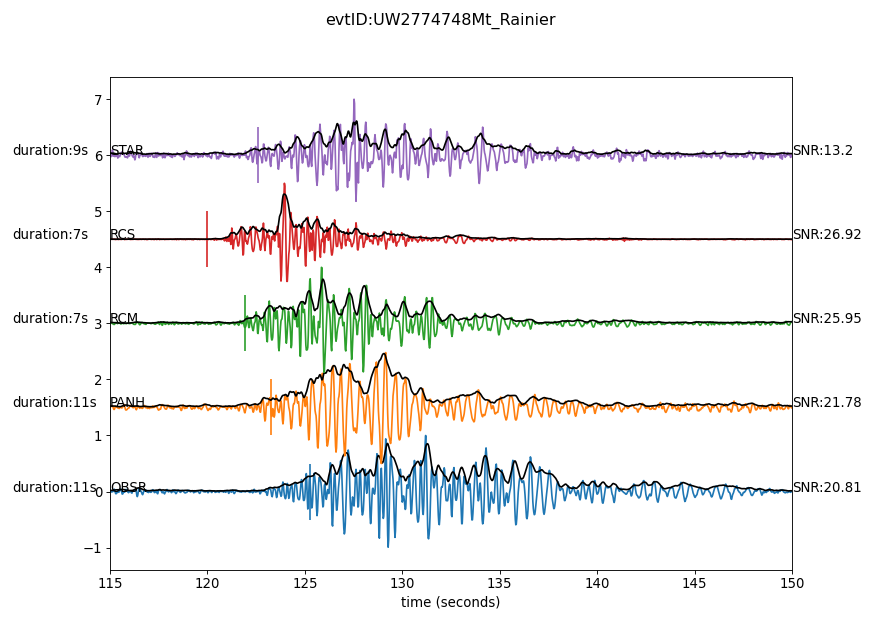 evtID:UW2774748Mt_Rainier
7
duration:9s STAR SNR:13.2
6
5
duration:7s RCS SNR:26.92
4
duration:7s RCM SNR:25.95
3
2
duration:11s PANH SNR:21.78
1
duration:11s OBSR SNR:20.81
0
−1
115 120 125 130 135 140 145 150
time (seconds)